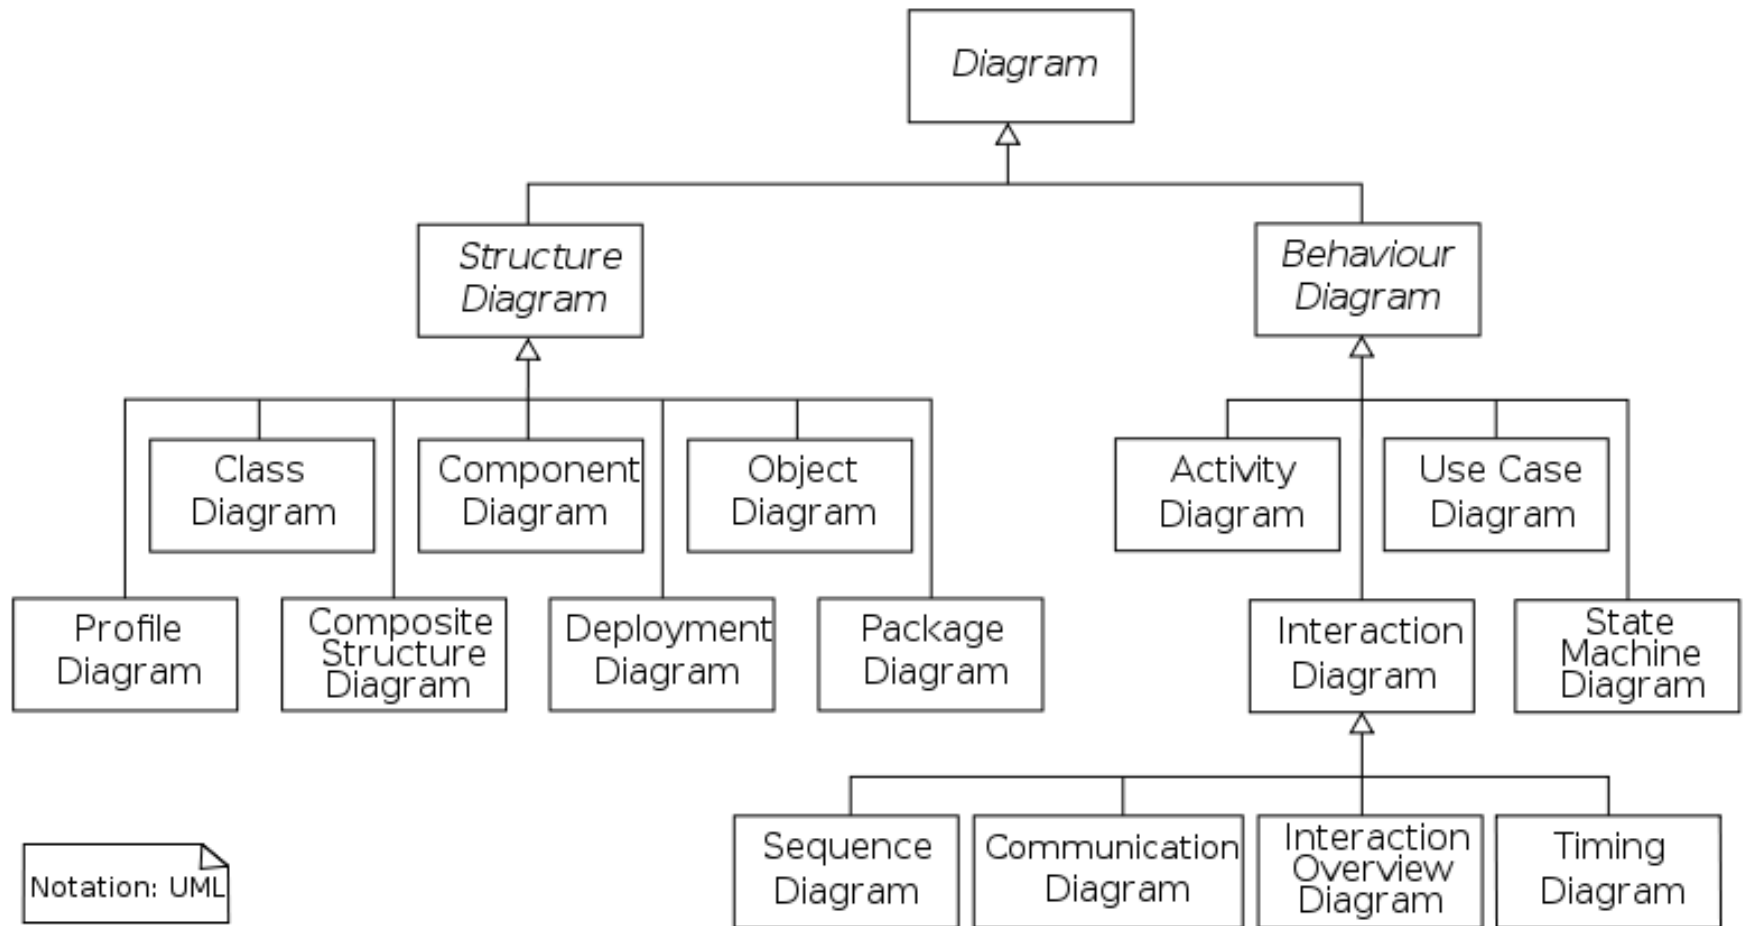 Diagram
Structure
Diagram
Behaviour
Diagram
Class
Diagram
Component
Diagram
Object
Diagram
Activity
Diagram
Use Case
Diagram
Profile
Diagram
Composite
Structure
Diagram
Deployment
Diagram
Package
Diagram
Interaction
Diagram
State
Machine
Diagram
Sequence
Diagram
Communication
Diagram
Interaction
Overview
Diagram
Timing
Diagram
Notation: UML